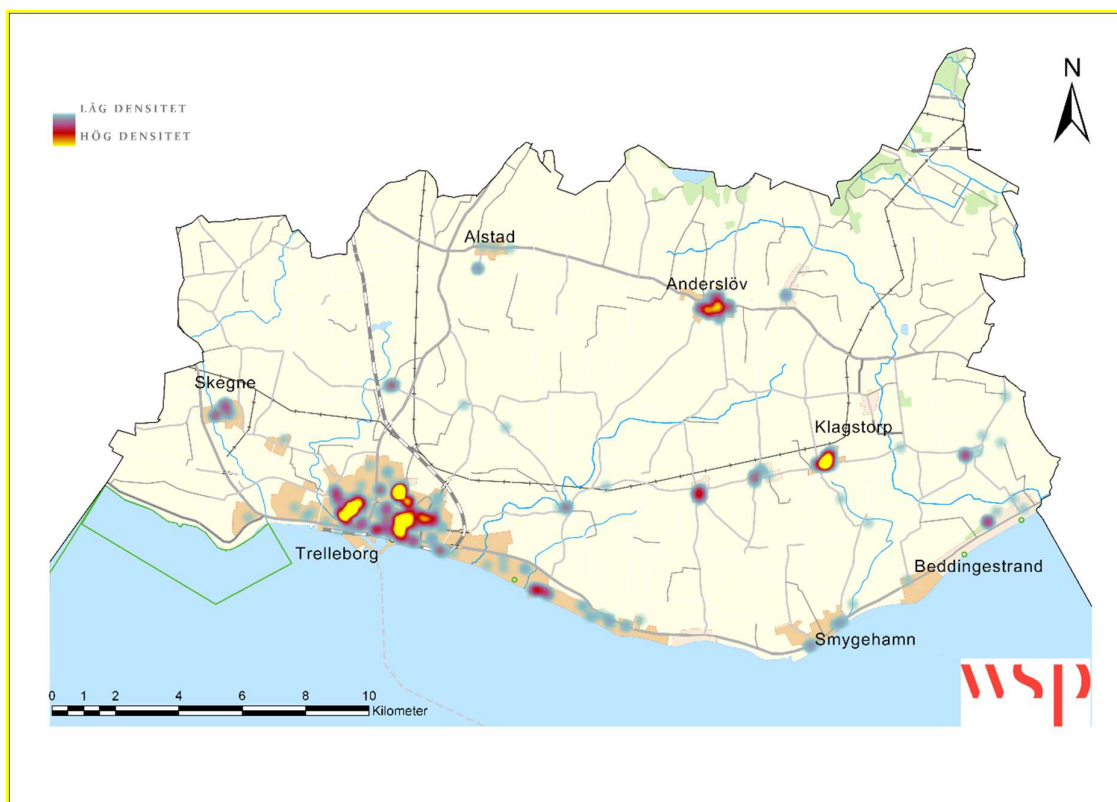 LÅG DENSITET
HÖG DENSITET
N
Alstad
Anderslöv
Skegne
Klagstorp
Trelleborg
Beddingestrand
Smygehamn
wsp
0 1 2 4 6 8 10
Kilometer